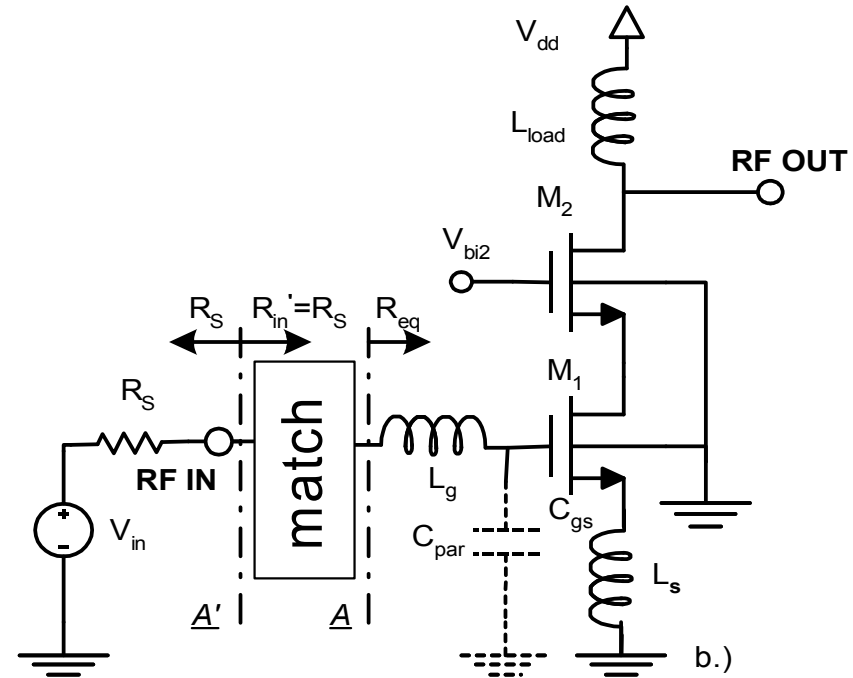 V_dd
L_load
RF OUT
M_2
V_bi2
R_S
R_in'=R_S
R_eq
M_1
R_S
match
RF IN
L_g
C_gs
V_in
C_par
L_s
A'
A
b.)
+
-